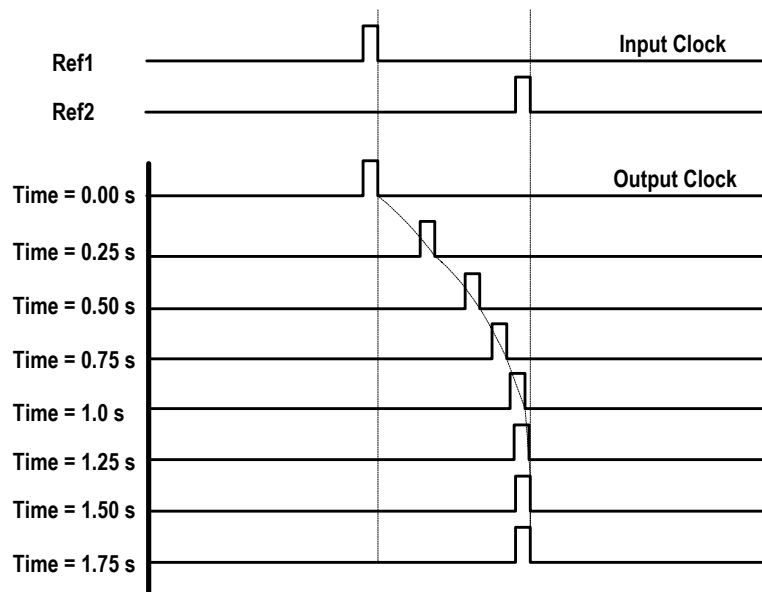 Input Clock
Ref1
Ref2
Output Clock
Time = 0.00 s
Time = 0.25 s
Time = 0.50 s
Time = 0.75 s
Time = 1.0 s
Time = 1.25 s
Time = 1.50 s
Time = 1.75 s